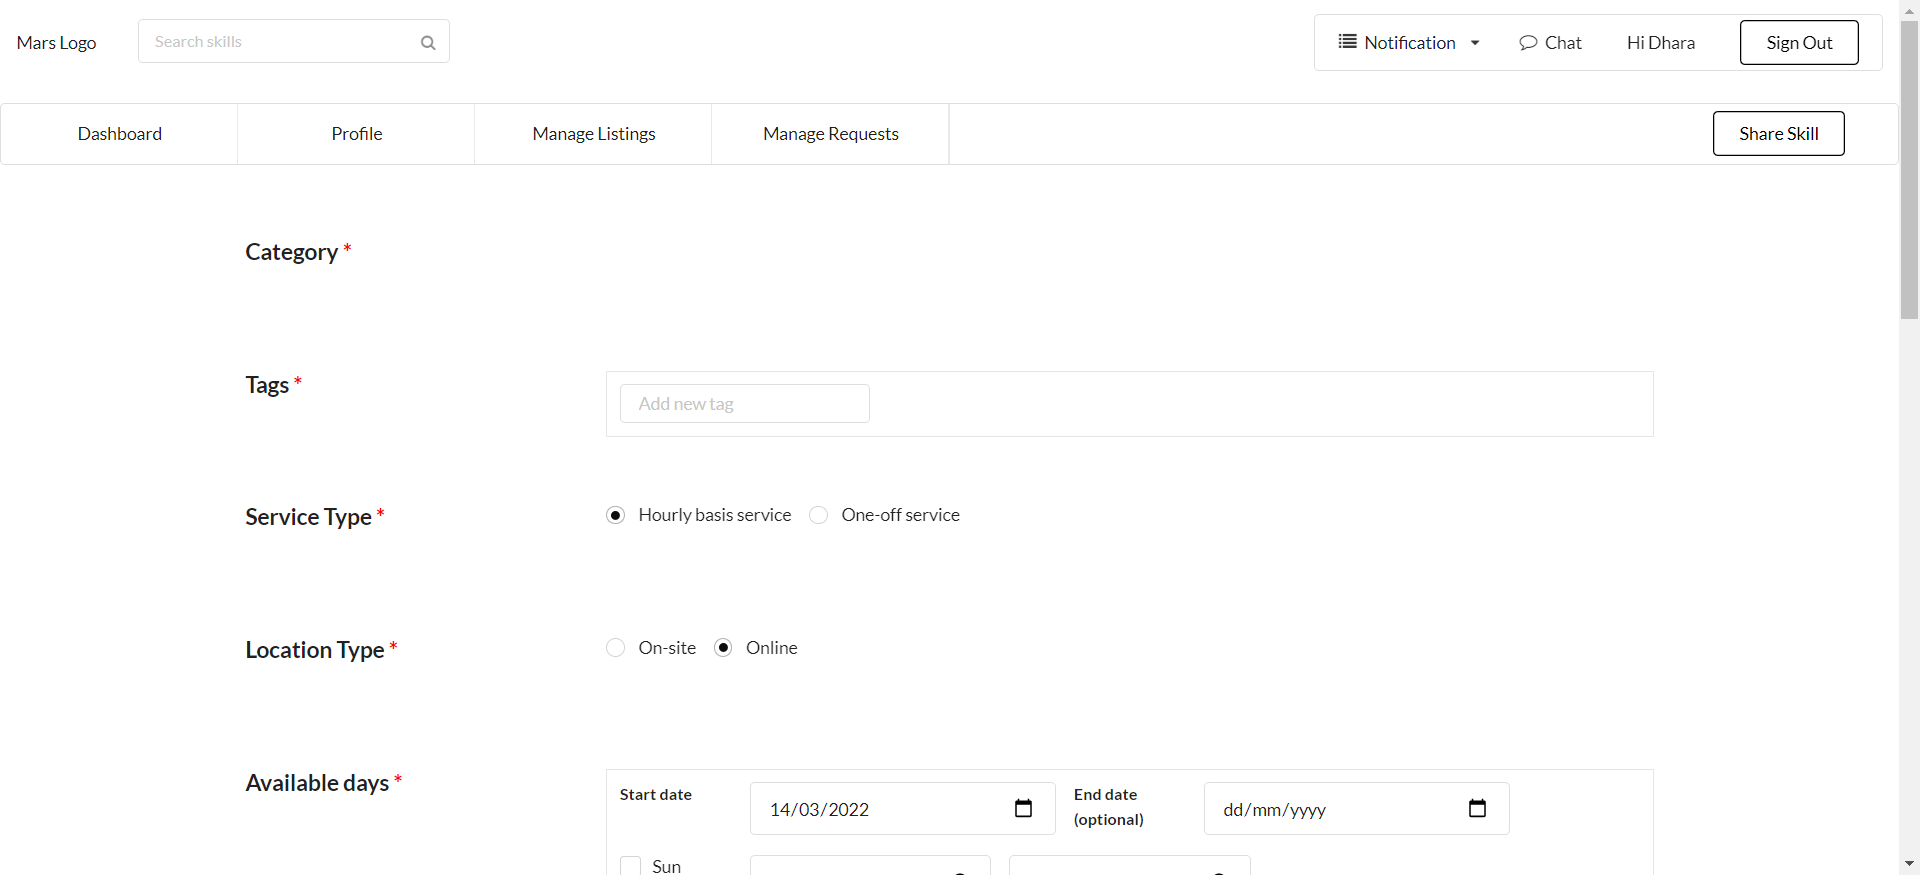 Mars Logo
Search skills
Notification
Chat
Hi Dhara
Sign Out
Dashboard
Profile
Manage Listings
Manage Requests
Share Skill
Category *
Tags *
Add new tag
Service Type *
Hourly basis service
One-off service
Location Type *
On-site
Online
Available days *
Start date
14/03/2022
End date
(optional)
dd/mm/yyyy
Sun